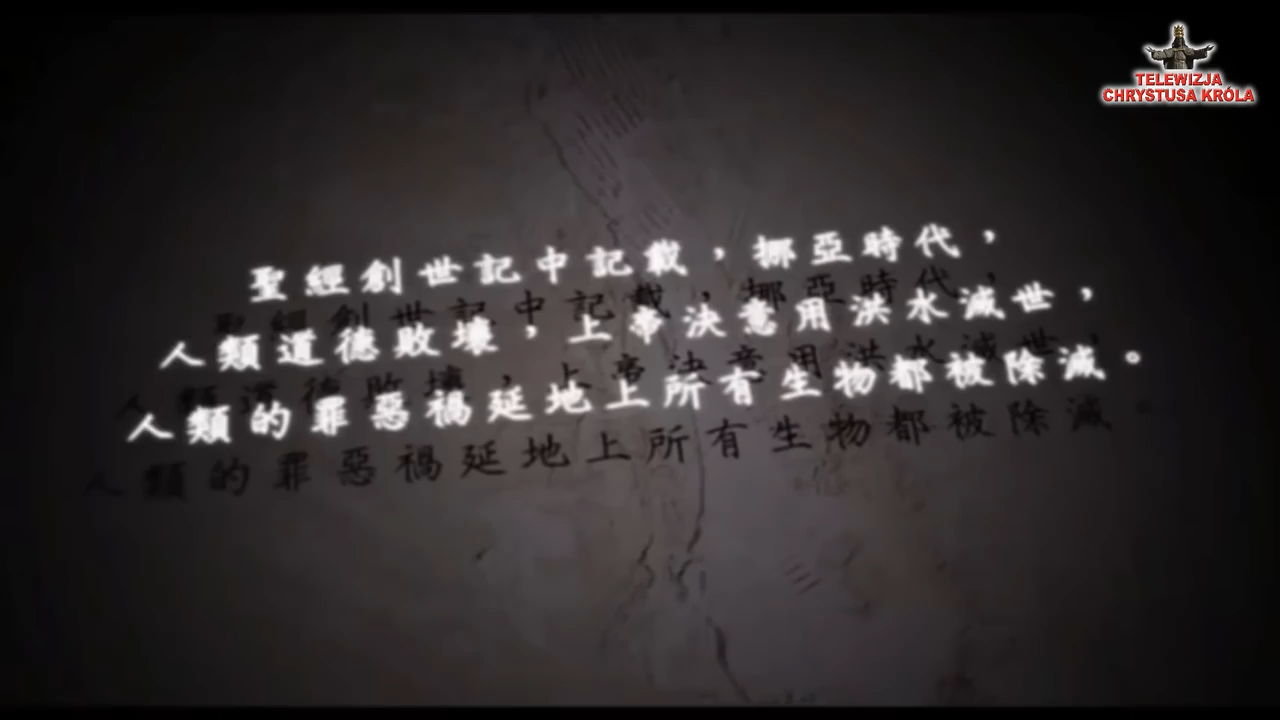 TELEWIZJA
CHRYSTUSA KRÓLA
聖經創世記中記載，挪亞時代，
人類道德敗壞，上帝決意用洪水滅世，
人類的罪惡禍延地上所有生物都被除滅。